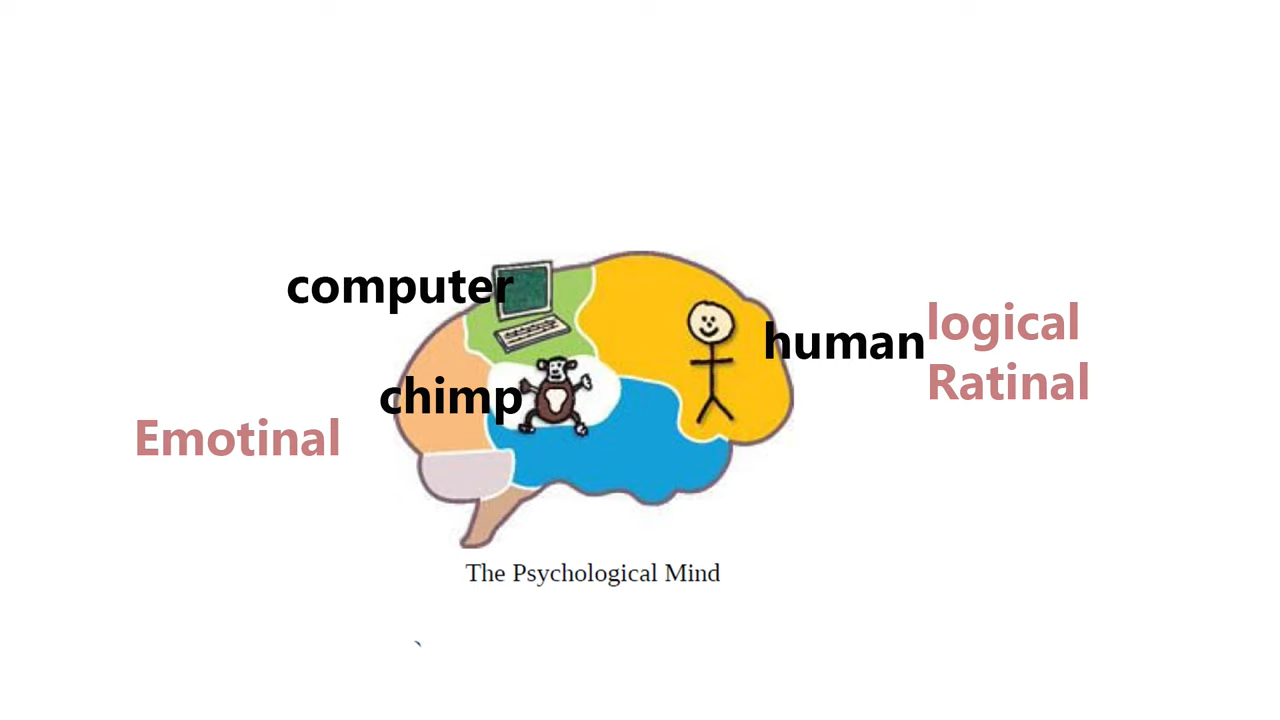 computer
human
logical
Ratinal
chimp
Emotinal
The Psychological Mind